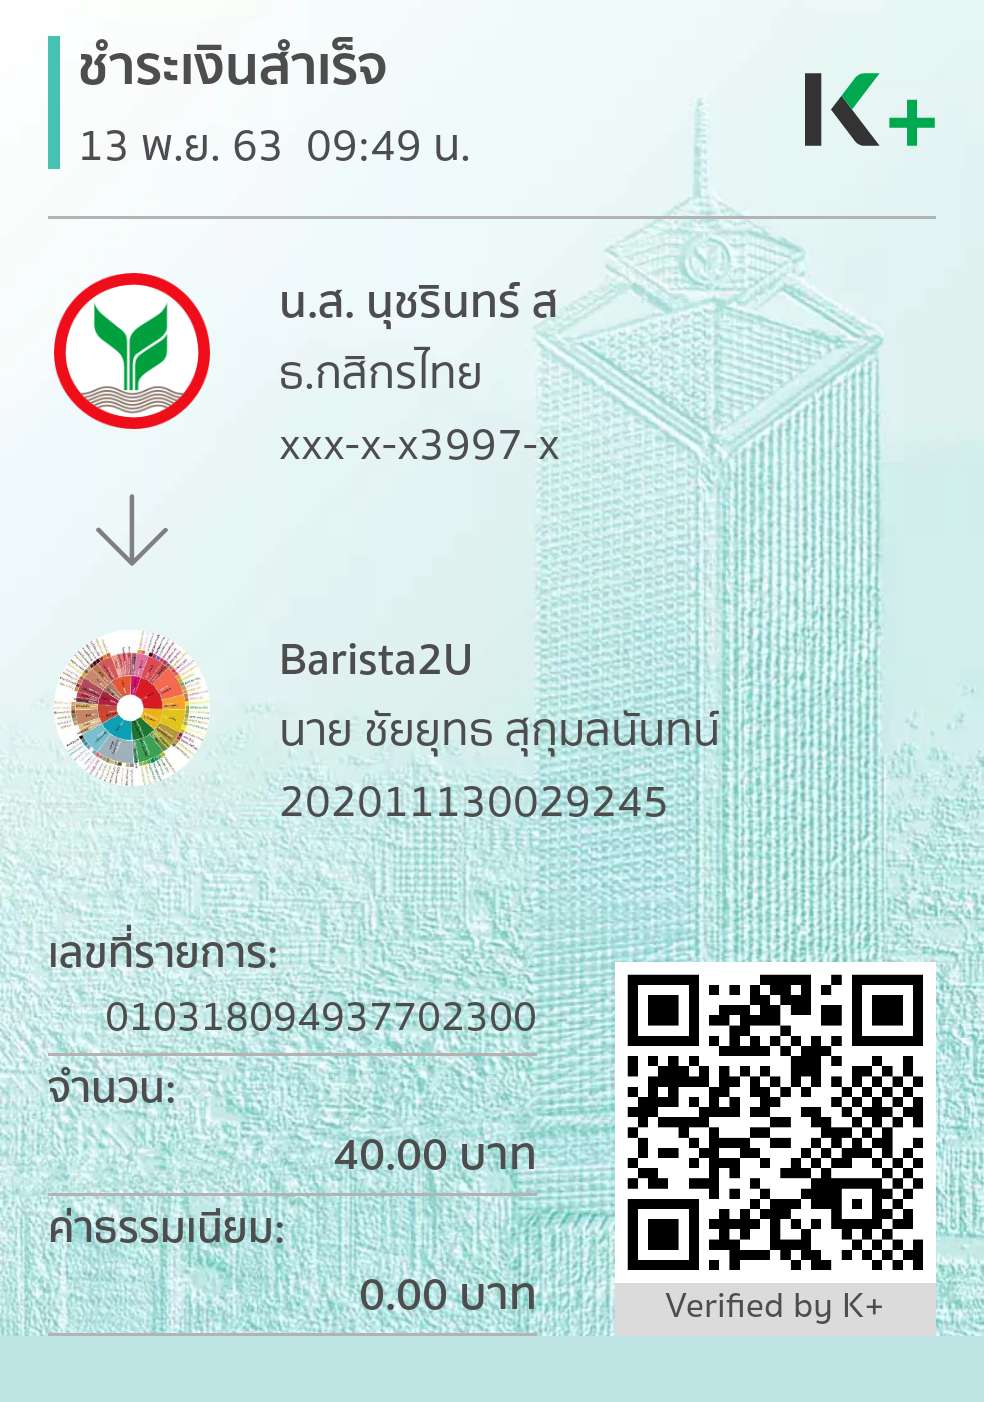 ชำระเงินสำเร็จ
13 พ.ย. 63 09:49 น.
K+
น.ส. นุชรินทร์ ส
ธ.กสิกรไทย
xxx-x-x3997-x
Barista2U
นาย ชัยยุทธ สุกุมลนันทน์
202011130029245
เลขที่รายการ:
010318094937702300
จำนวน:
40.00 บาท
ค่าธรรมเนียม:
0.00 บาท
Verified by K+